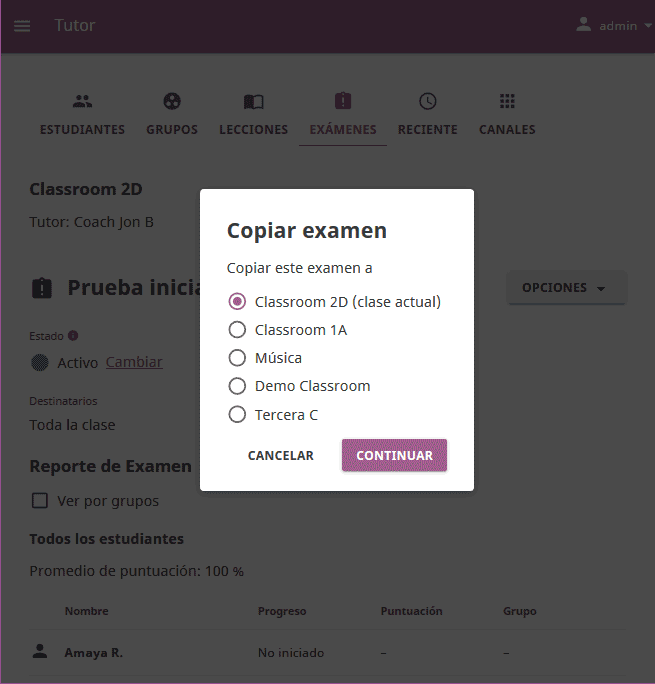 Tutor
admin
ESTUDIANTES GRUPOS LECCIONES EXÁMENES RECIENTE CANALES
Classroom 2D
Tutor: Coach Jon B
Prueba inicia
OPCIONES
Estado
Activo Cambiar
Destinatarios
Toda la clase
Reporte de Examen
Ver por grupos
Todos los estudiantes
Promedio de puntuación: 100 %
Nombre Progreso Puntuación Grupo
Amaya R. No iniciado – –
Copiar examen
Copiar este examen a
Classroom 2D (clase actual)
Classroom 1A
Música
Demo Classroom
Tercera C
CANCELAR CONTINUAR